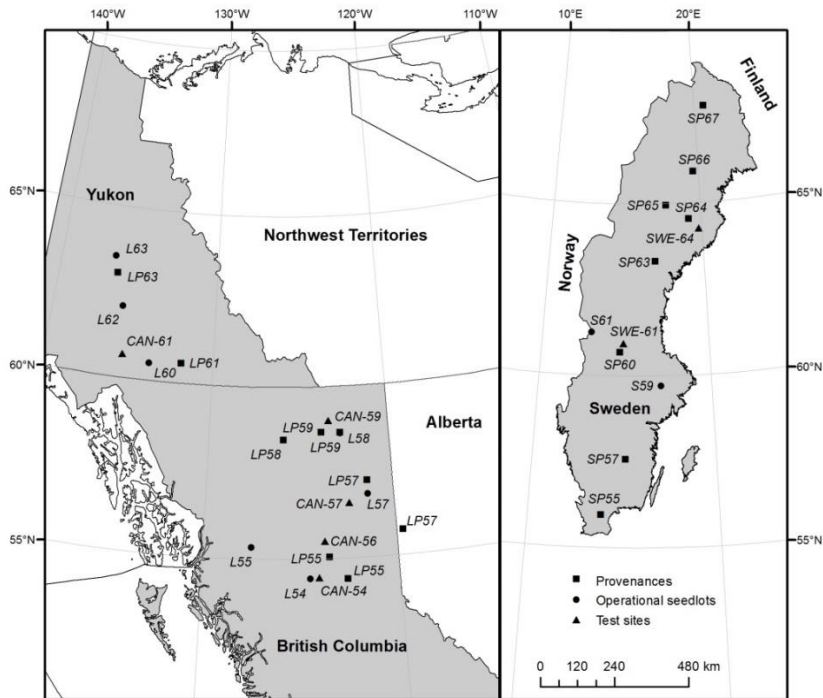 140°W
130°W
120°W
110°W
10°E
20°E
65°N
60°N
55°N
65°N
60°N
55°N
Yukon
Northwest Territories
L63
LP63
L62
CAN-61
L60
LP61
Alberta
CAN-59
LP59
LP58
LP59
L58
LP57
L57
CAN-57
LP57
CAN-56
L55
LP55
LP55
L54
CAN-54
British Columbia
Finland
SP67
SP66
SP65
SP64
SWE-64
SP63
Norway
S61
SWE-61
SP60
S59
Sweden
SP57
SP55
Provenances
Operational seedlots
Test sites
0 120 240 480 km